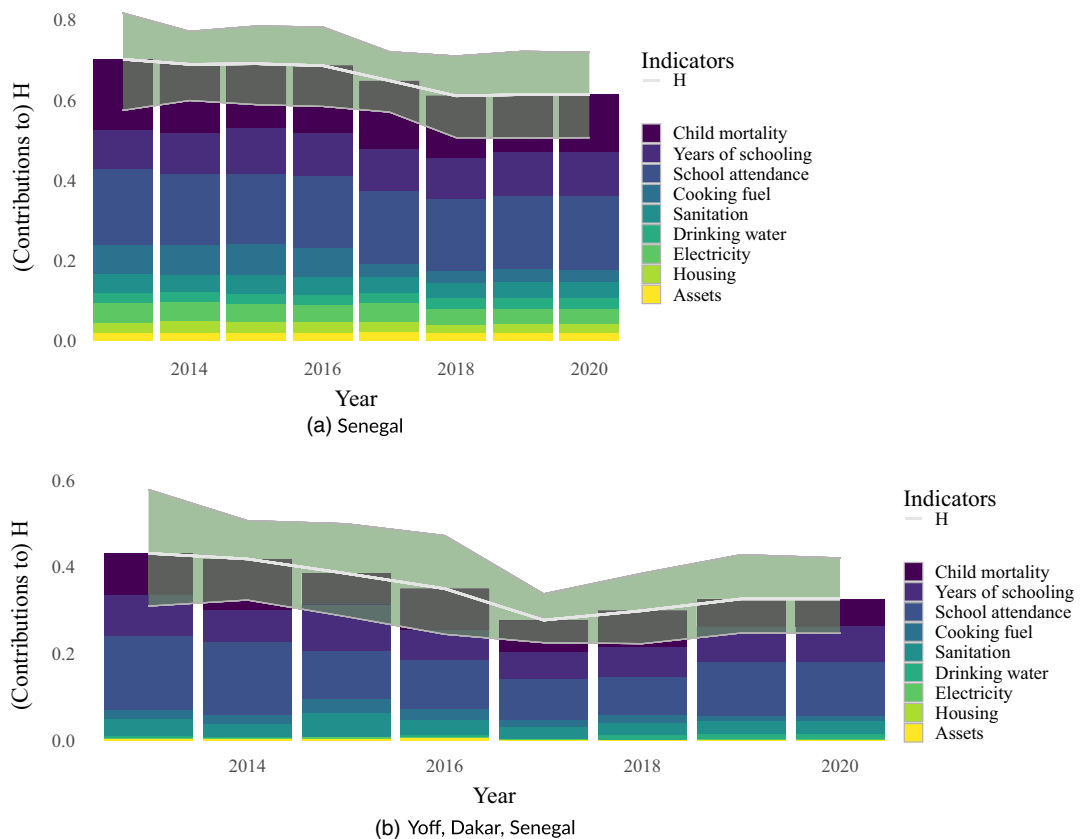 0.8
0.6
0.4
0.2
0.0
(Contributions to) H
2014 2016 2018 2020
Year
Indicators
H
Child mortality
Years of schooling
School attendance
Cooking fuel
Sanitation
Drinking water
Electricity
Housing
Assets
(a) Senegal
0.6
0.4
0.2
0.0
(Contributions to) H
2014 2016 2018 2020
Year
Indicators
H
Child mortality
Years of schooling
School attendance
Cooking fuel
Sanitation
Drinking water
Electricity
Housing
Assets
(b) Yoff, Dakar, Senegal